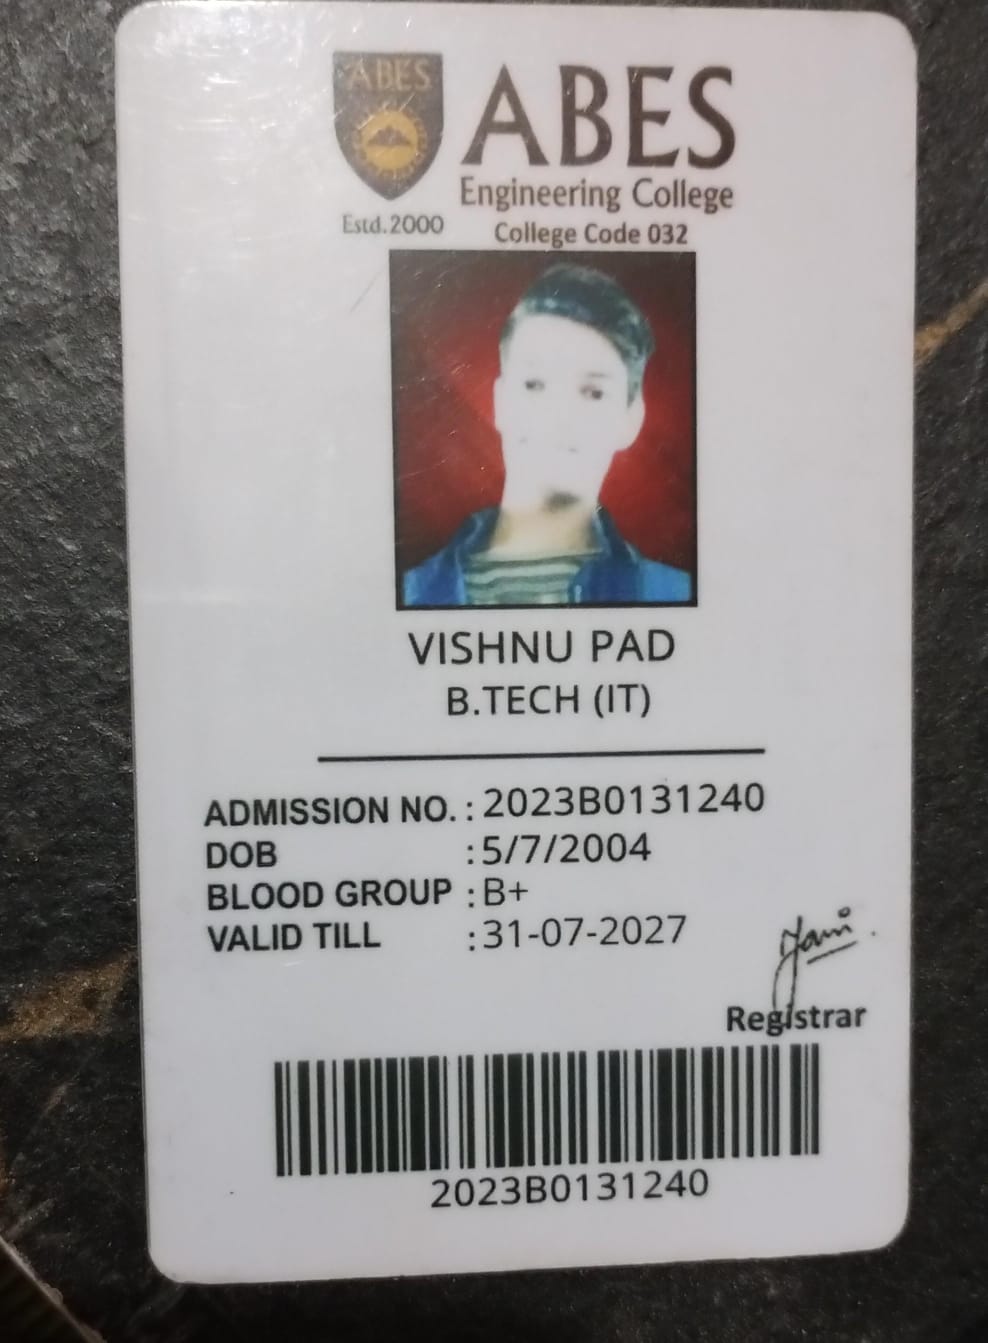 ABES
ABES
Engineering College
Estd.2000
College Code 032
VISHNU PAD
B.TECH (IT)
ADMISSION NO. : 2023B0131240
DOB : 5/7/2004
BLOOD GROUP : B+
VALID TILL : 31-07-2027
Registrar
2023B0131240